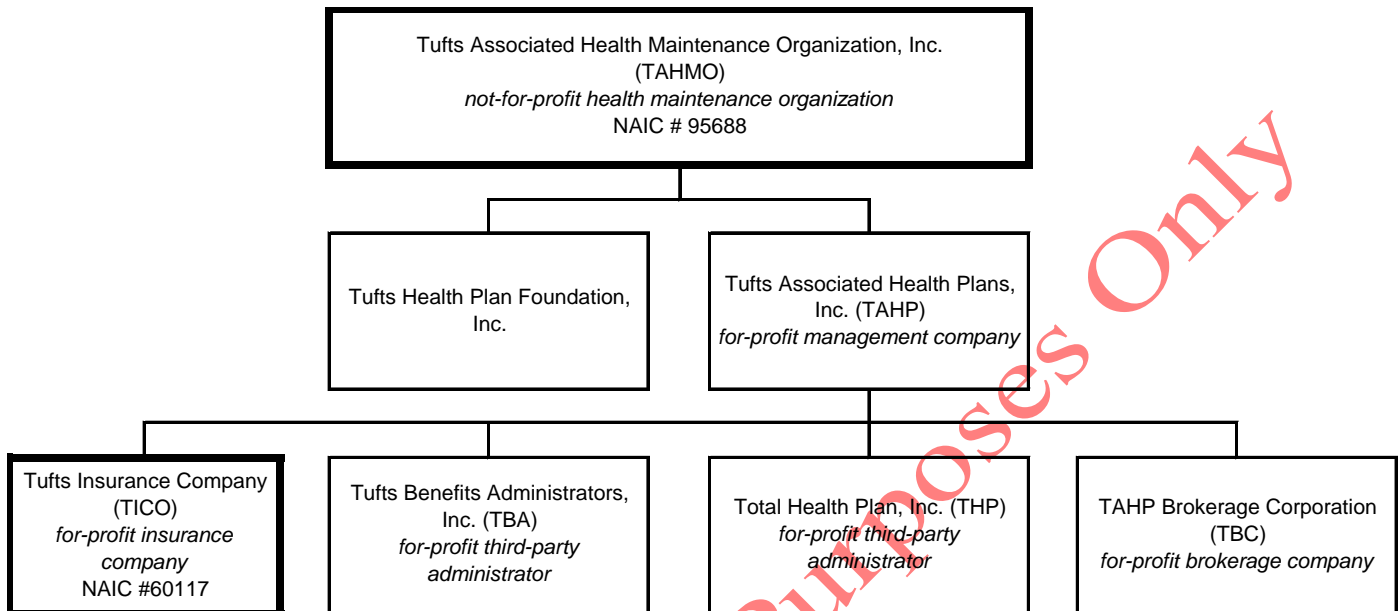 Tufts Associated Health Maintenance Organization, Inc.
(TAHMO)
not-for-profit health maintenance organization
NAIC # 95688
Tufts Health Plan Foundation,
Inc.
Tufts Associated Health Plans,
Inc. (TAHP)
for-profit management company
Tufts Insurance Company
(TICO)
for-profit insurance
company
NAIC #60117
Tufts Benefits Administrators,
Inc. (TBA)
for-profit third-party
administrator
Total Health Plan, Inc. (THP)
for-profit third-party
administrator
TAHP Brokerage Corporation
(TBC)
for-profit brokerage company
Purposes Only